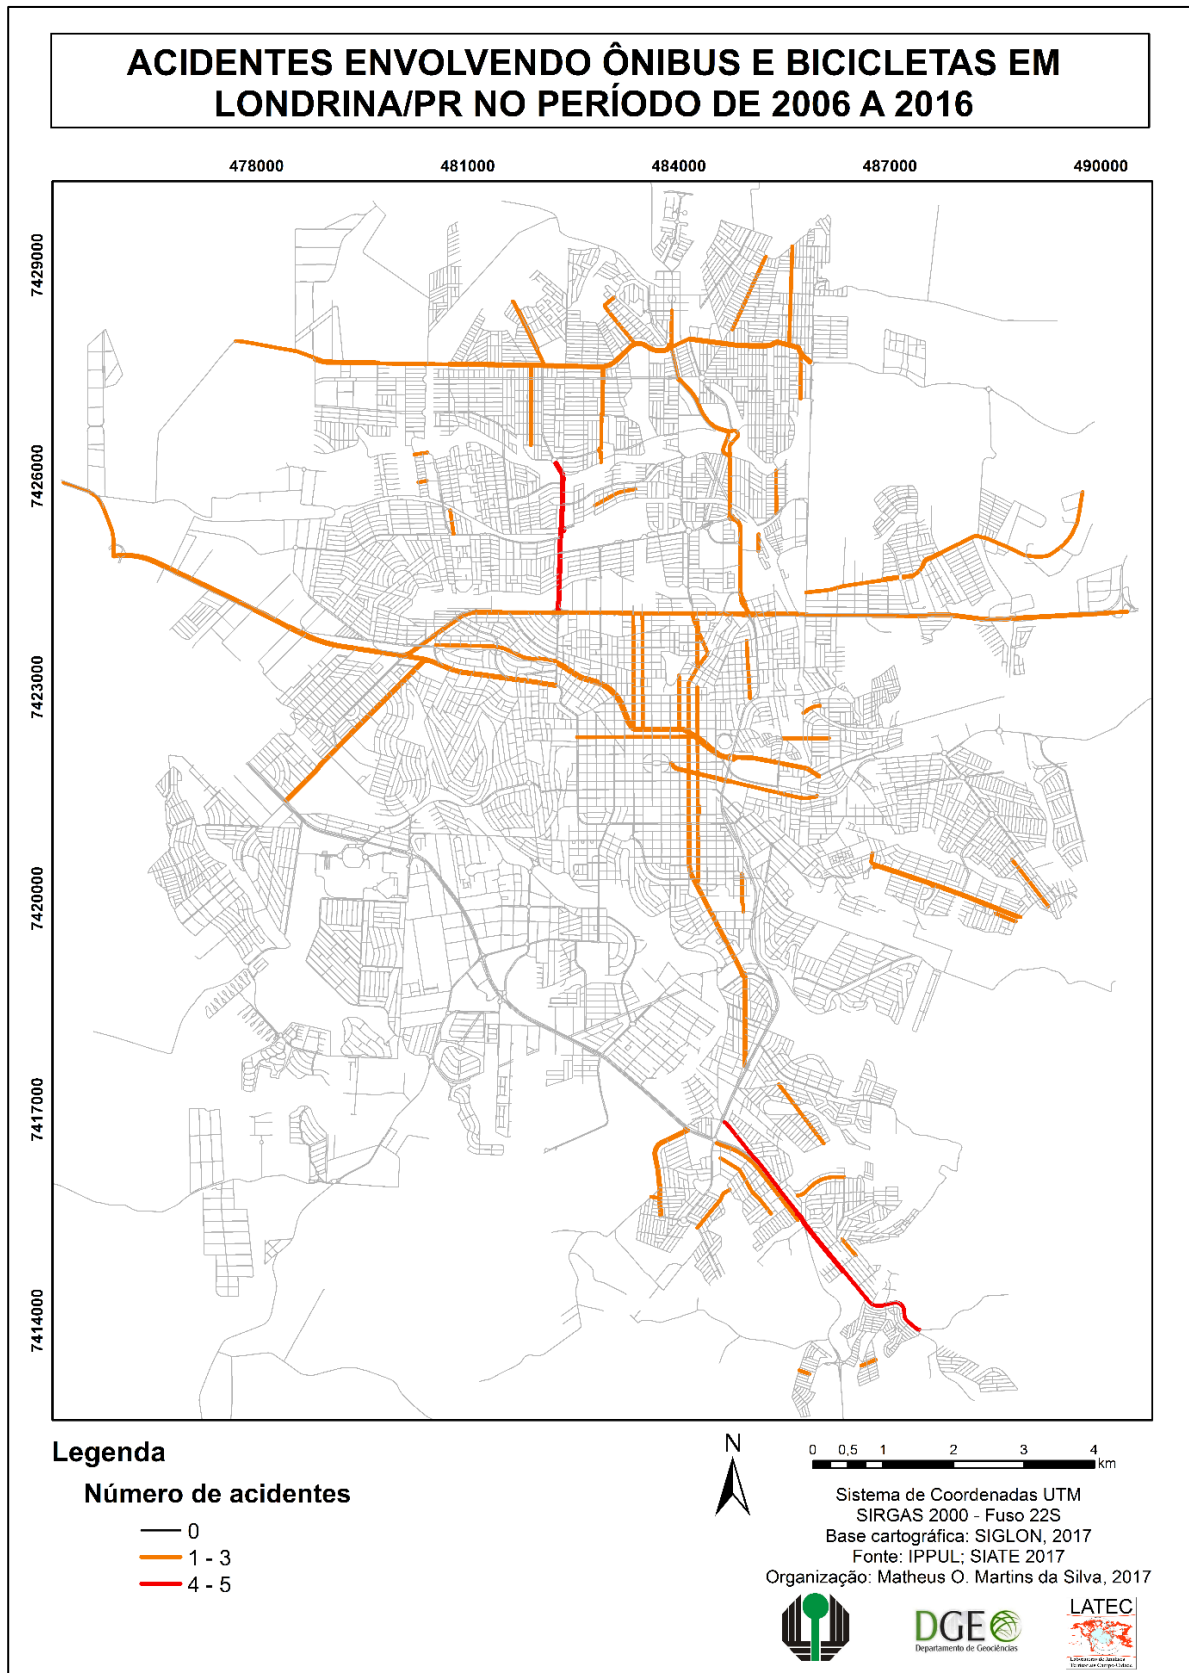 ACIDENTES ENVOLVENDO ÔNIBUS E BICICLETAS EM
LONDRINA/PR NO PERÍODO DE 2006 A 2016
478000 481000 484000 487000 490000
7429000
7426000
7423000
7420000
7417000
7414000
Legenda
Número de acidentes
0
1 - 3
4 - 5
N
0 0,5 1 2 3 4
km
Sistema de Coordenadas UTM
SIRGAS 2000 - Fuso 22S
Base cartográfica: SIGLON, 2017
Fonte: IPPUL; SIATE 2017
Organização: Matheus O. Martins da Silva, 2017
DGEO
Departamento de Geociências
LATEC